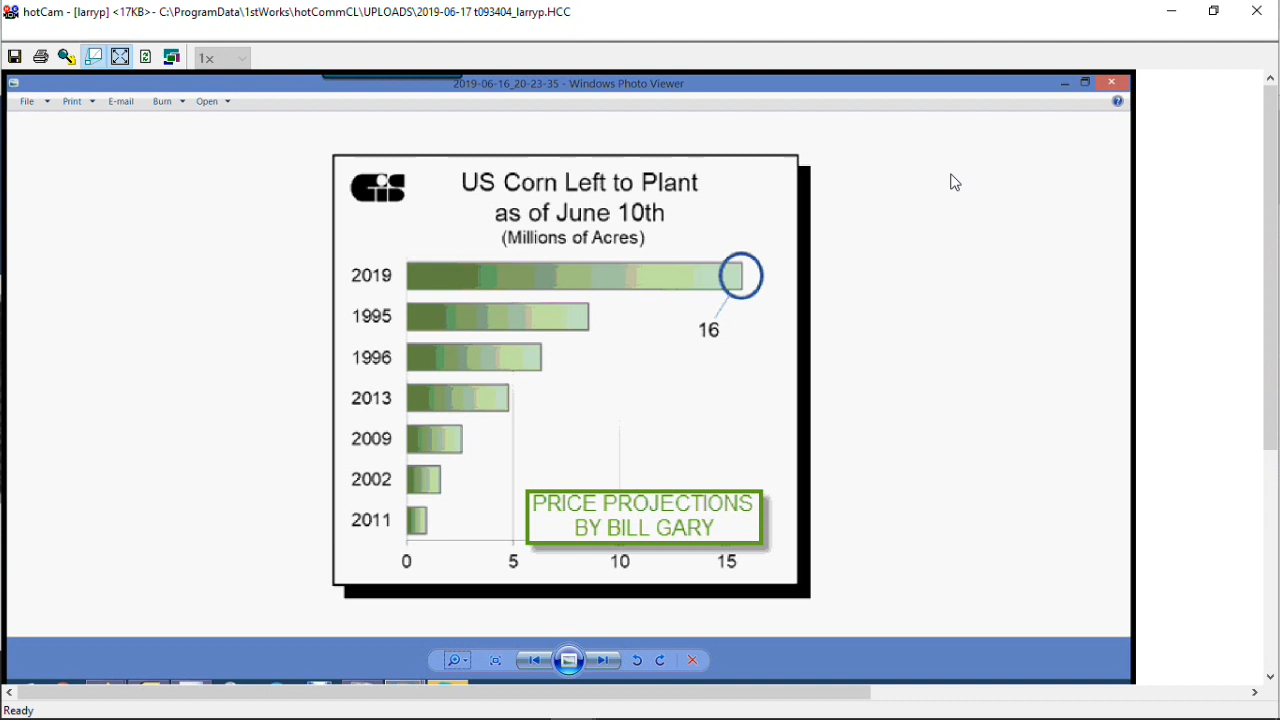 hotCam - [larryp] <17KB>- C:\ProgramData\1stWorks\hotCommCL\UPLOADS\2019-06-17 t093404_larryp.HCC
1x
2019-06-16_20-23-35 - Windows Photo Viewer
File Print E-mail Burn Open
CIS
US Corn Left to Plant
as of June 10th
(Millions of Acres)
2019
1995
16
1996
2013
2009
2002
PRICE PROJECTIONS
2011
BY BILL GARY
0 5 10 15
Ready